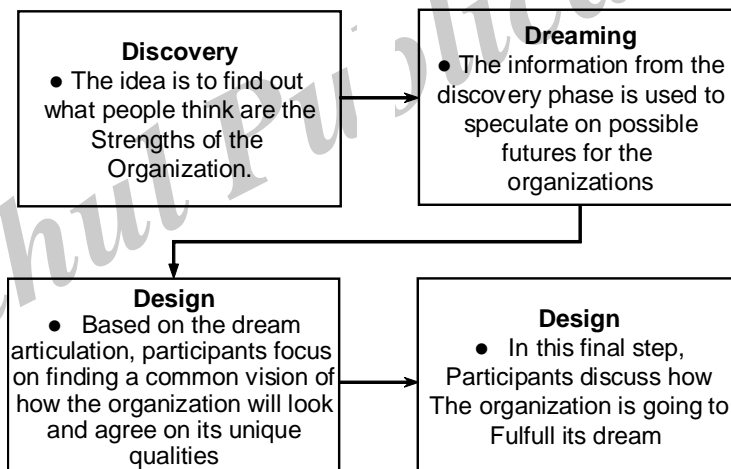 Discovery
● The idea is to find out
what people think are the
Strengths of the
Organization.
Dreaming
● The information from the
discovery phase is used to
speculate on possible
futures for the
organizations
Design
● Based on the dream
articulation, participants focus
on finding a common vision of
how the organization will look
and agree on its unique
qualities
Design
● In this final step,
Participants discuss how
The organization is going to
Fulfull its dream